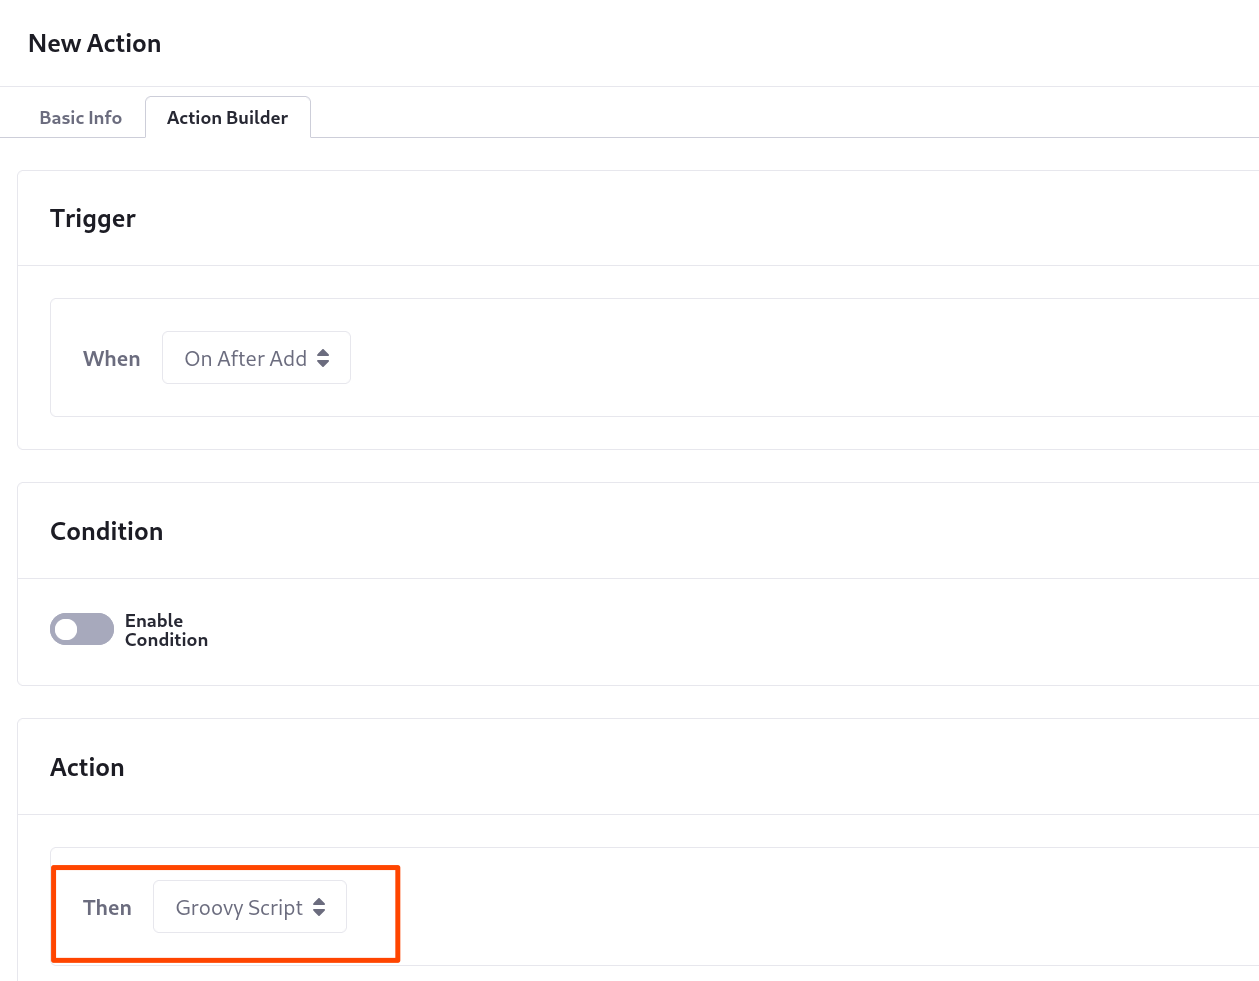 New Action
Basic Info Action Builder
Trigger
When On After Add
Condition
Enable
Condition
Action
Then Groovy Script